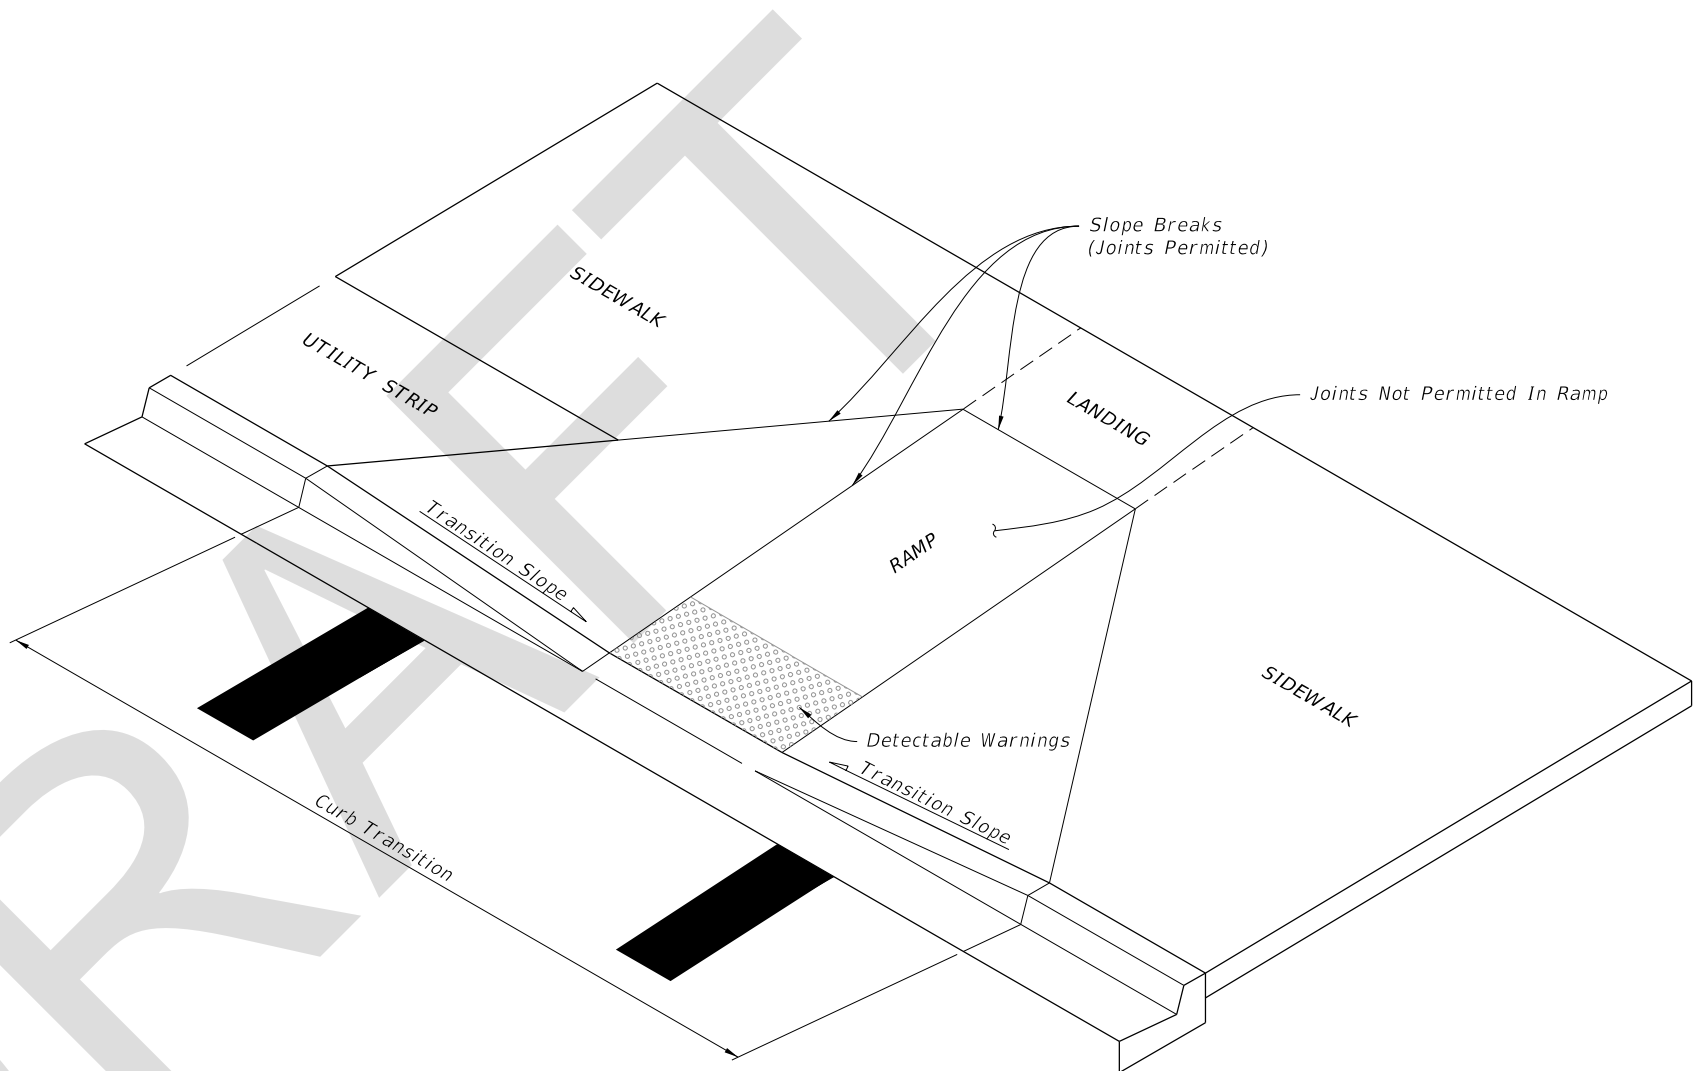 Slope Breaks
(Joints Permitted)
SIDEWALK
UTILITY STRIP
LANDING
Joints Not Permitted In Ramp
Transition Slope
RAMP
SIDEWALK
Detectable Warnings
Transition Slope
Curb Transition
RAFT